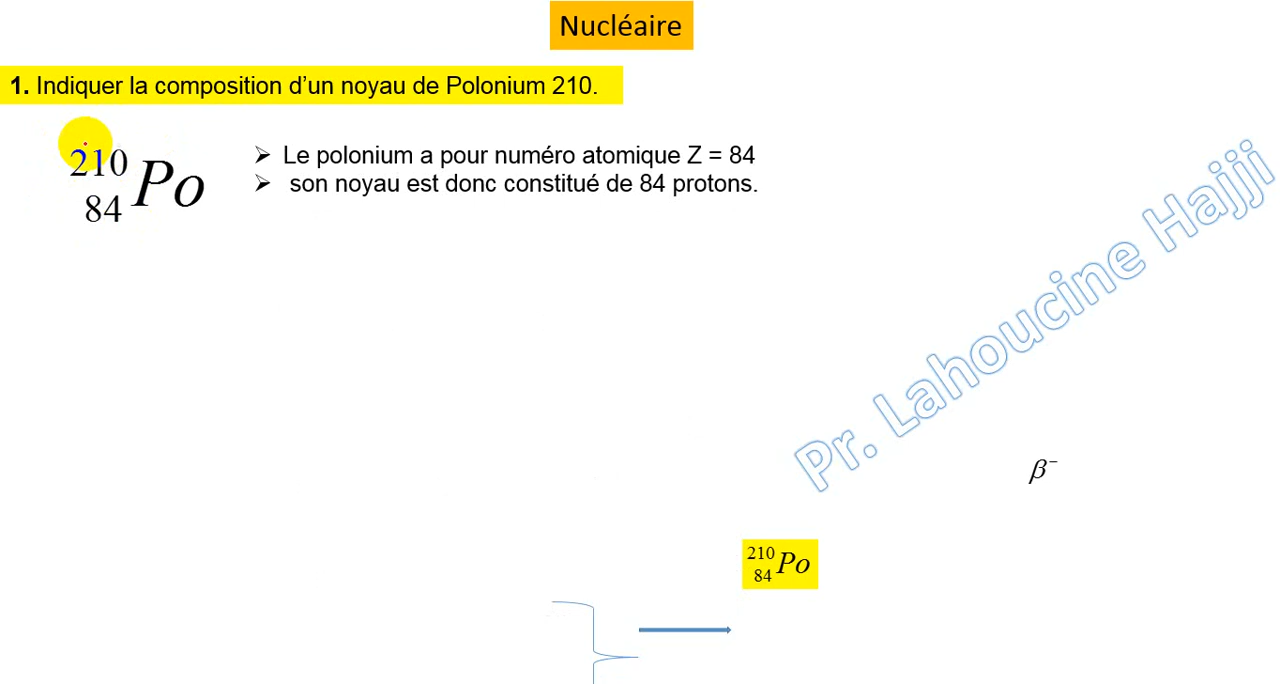 Nucléaire
1. Indiquer la composition d’un noyau de Polonium 210.
210
84 Po
➢ Le polonium a pour numéro atomique Z = 84
➢ son noyau est donc constitué de 84 protons.
Pr. Lahoucine Hajji
β⁻
210
84 Po